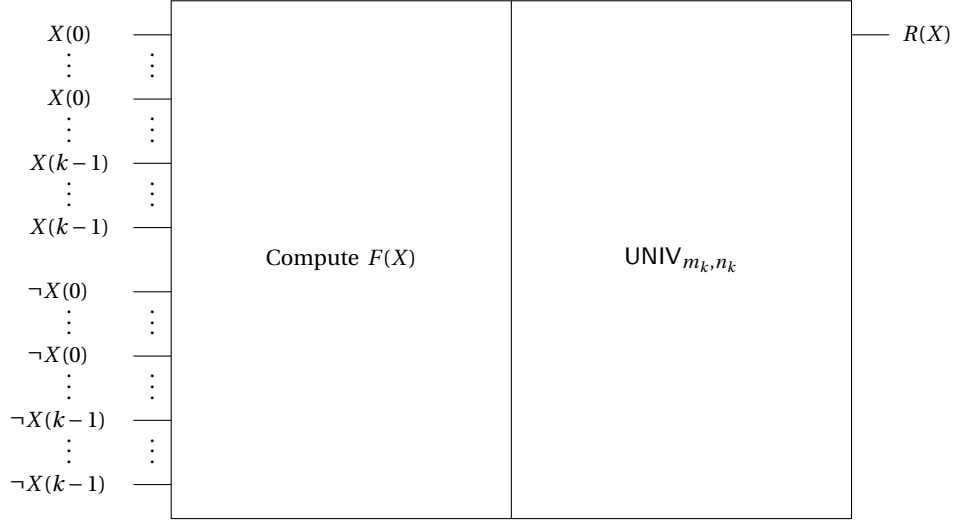 X(0) R(X)
⋮ ⋮
X(0)
⋮ ⋮
X(k−1)
⋮ ⋮
X(k−1)
Compute F(X) UNIV_{m_k,n_k}
¬X(0)
⋮ ⋮
¬X(0)
⋮ ⋮
¬X(k−1)
⋮ ⋮
¬X(k−1)